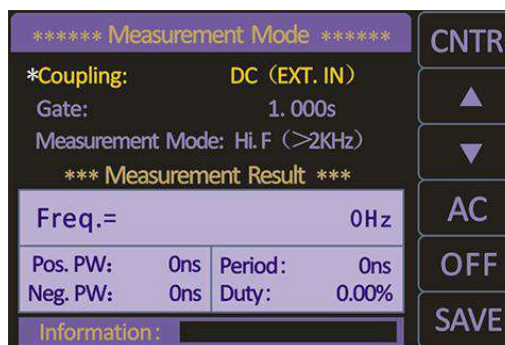 ****** Measurement Mode ******
*Coupling: DC (EXT. IN)
Gate: 1.000s
Measurement Mode: Hi.F (>2KHz)
*** Measurement Result ***
Freq.= 0Hz
Pos. PW: 0ns Period: 0ns
Neg. PW: 0ns Duty: 0.00%
Information:
CNTR
▲
▼
AC
OFF
SAVE